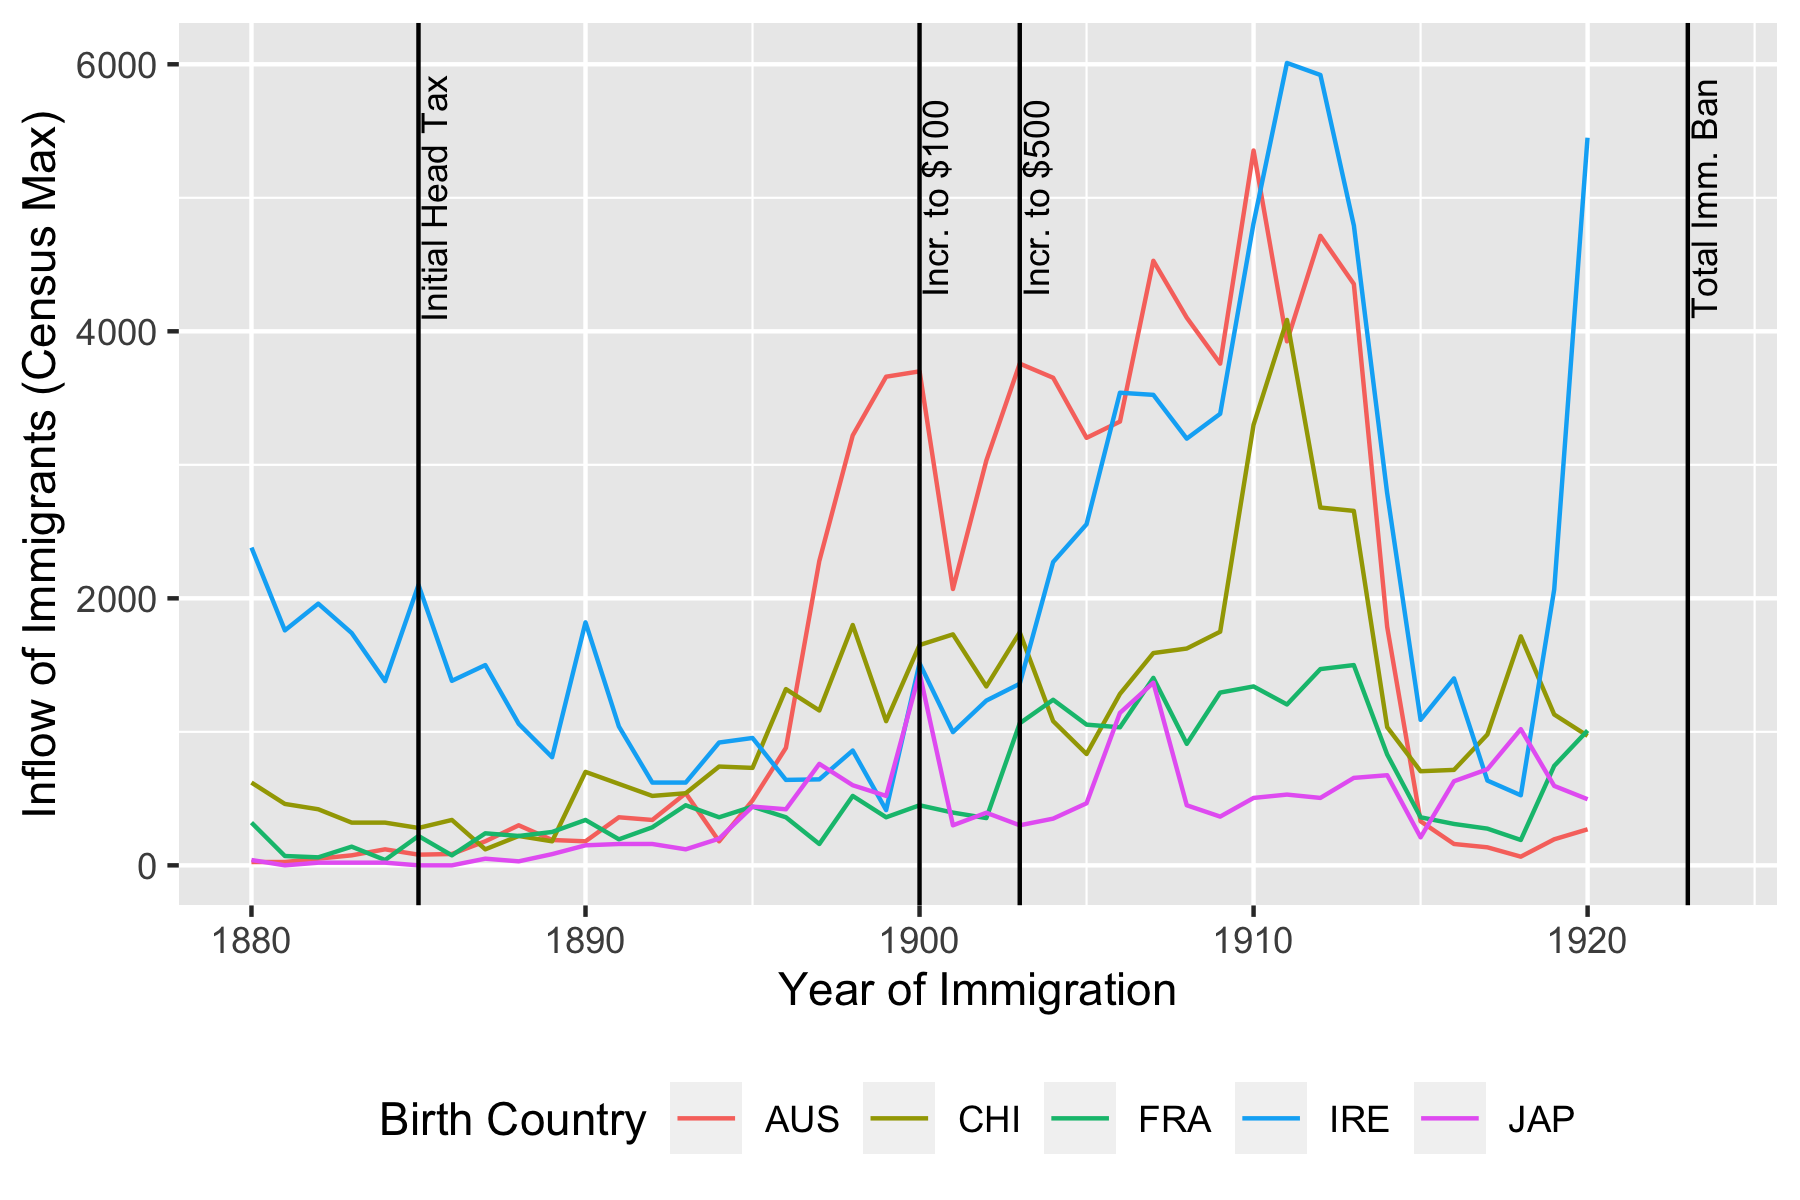 Inflow of Immigrants (Census Max)
6000
4000
2000
0
Initial Head Tax
Incr. to $100
Incr. to $500
Total Imm. Ban
1880 1890 1900 1910 1920
Year of Immigration
Birth Country AUS CHI FRA IRE JAP